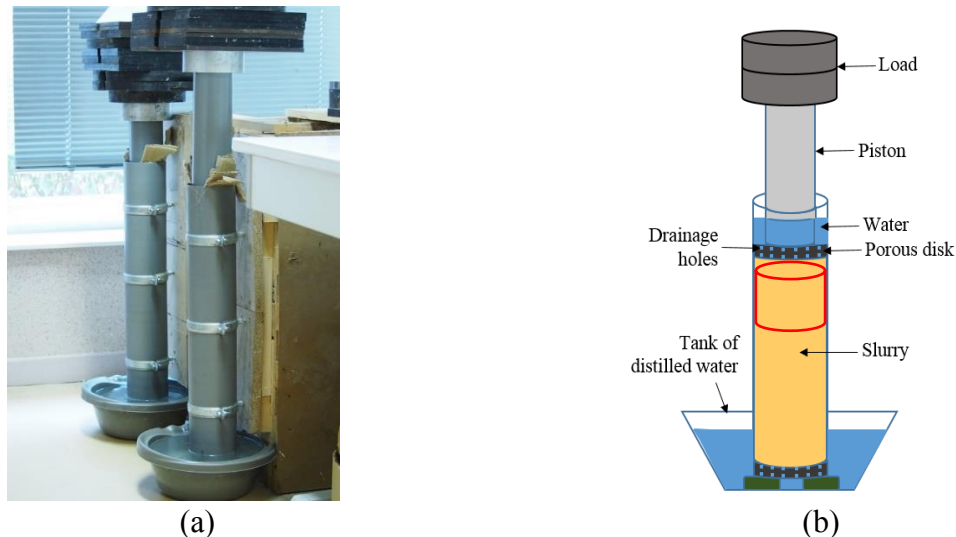 Load
Piston
Water
Drainage
holes
Porous disk
Tank of
distilled water
Slurry
(a)
(b)